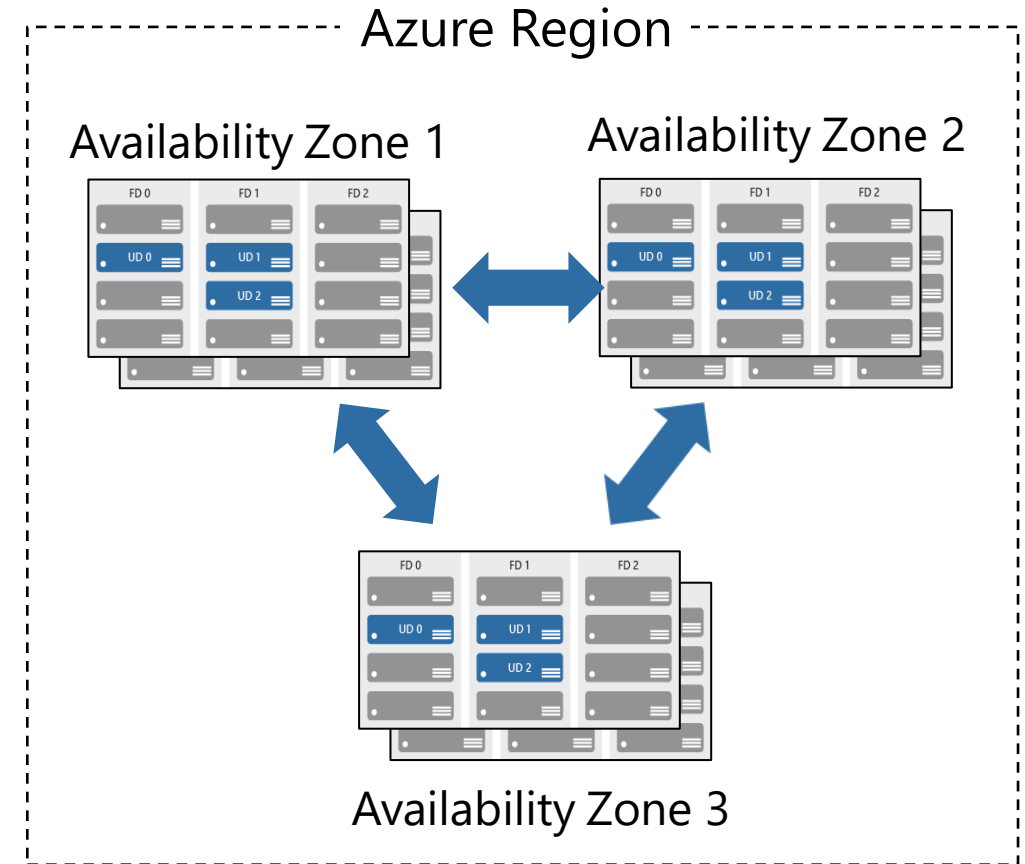 Azure Region
Availability Zone 1
FD 0 FD 1 FD 2
UD 0 UD 1
UD 2
Availability Zone 2
FD 0 FD 1 FD 2
UD 0 UD 1
UD 2
FD 0 FD 1 FD 2
UD 0 UD 1
UD 2
Availability Zone 3